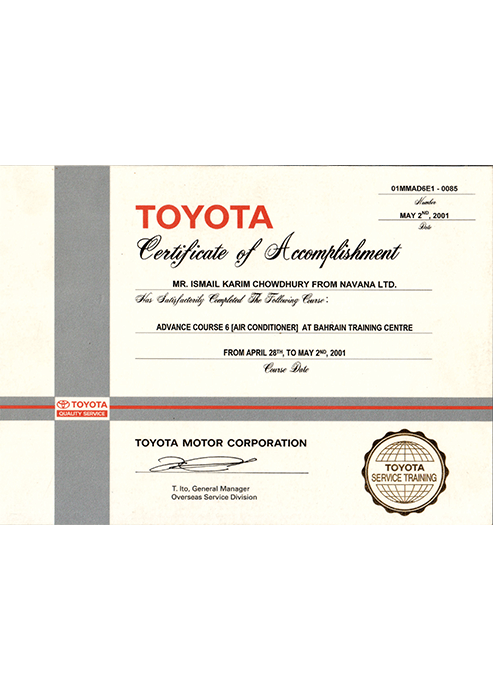 01MMAD6E1 - 0085
Number
MAY 2ND, 2001
Date
TOYOTA
Certificate of Accomplishment
MR. ISMAIL KARIM CHOWDHURY FROM NAVANA LTD.
Has Satisfactorily Completed The Following Course:
ADVANCE COURSE 6 [AIR CONDITIONER] AT BAHRAIN TRAINING CENTRE
FROM APRIL 28TH, TO MAY 2ND, 2001
Course Date
TOYOTA
QUALITY SERVICE
TOYOTA MOTOR CORPORATION
T. Ito, General Manager
Overseas Service Division
TOYOTA
SERVICE TRAINING